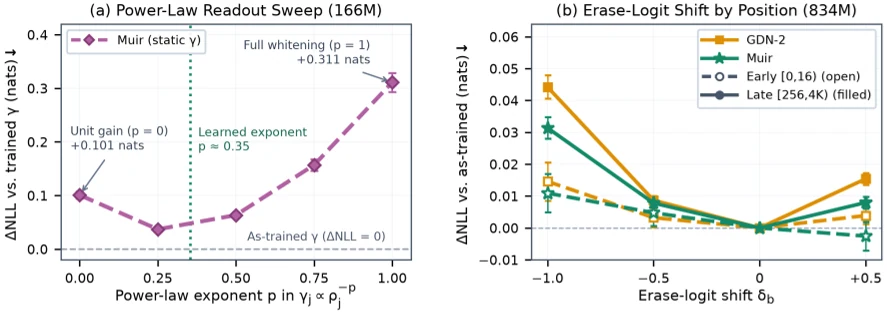 (a) Power-Law Readout Sweep (166M)
ΔNLL vs. trained γ (nats)↓
0.4
0.3
0.2
0.1
0.0
Muir (static γ)
Full whitening (p = 1)
+0.311 nats
Unit gain (p = 0)
+0.101 nats
Learned exponent
p ≈ 0.35
As-trained γ (ΔNLL = 0)
0.00 0.25 0.50 0.75 1.00
Power-law exponent p in γj ∝ ρj−p
(b) Erase-Logit Shift by Position (834M)
ΔNLL vs. as-trained (nats)↓
0.06
0.05
0.04
0.03
0.02
0.01
0.00
−0.01
GDN-2
Muir
Early [0,16) (open)
Late [256,4K) (filled)
−1.0 −0.5 0 +0.5
Erase-logit shift δb